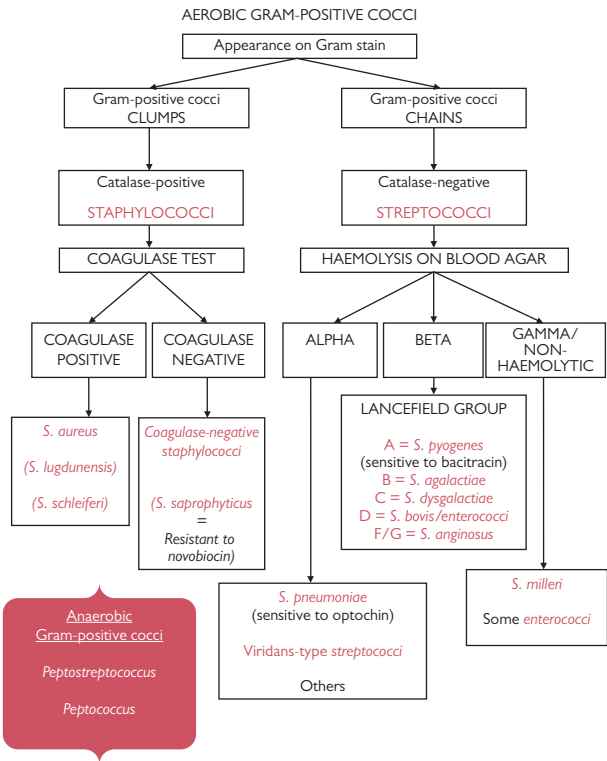 AEROBIC GRAM-POSITIVE COCCI
Appearance on Gram stain
Gram-positive cocci
CLUMPS
Gram-positive cocci
CHAINS
Catalase-positive
STAPHYLOCOCCI
Catalase-negative
STREPTOCOCCI
COAGULASE TEST
HAEMOLYSIS ON BLOOD AGAR
COAGULASE
POSITIVE
COAGULASE
NEGATIVE
ALPHA
BETA
GAMMA/
NON-
HAEMOLYTIC
S. aureus
(S. lugdunensis)
(S. schleiferi)
Coagulase-negative
staphylococci
(S. saprophyticus
=
Resistant to
novobiocin)
LANCEFIELD GROUP
A = S. pyogenes
(sensitive to bacitracin)
B = S. agalactiae
C = S. dysgalactiae
D = S. bovis/enterococci
F/G = S. anginosus
S. pneumoniae
(sensitive to optochin)
Viridans-type streptococci
Others
S. milleri
Some enterococci
Anaerobic
Gram-positive cocci
Peptostreptococcus
Peptococcus